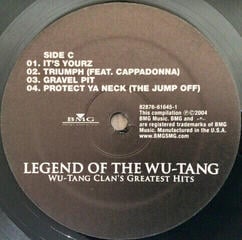 SIDE C
01. IT'S YOURZ
02. TRIUMPH (FEAT. CAPPADONNA)
03. GRAVEL PIT
04. PROTECT YA NECK (THE JUMP OFF)
BMG
82876-61645-1
This compilation Ⓟ©2004
BMG Music. BMG and
are registered trademarks of BMG
Music. Manufactured in the U.S.A.
www.BMGSMG.com
LEGEND OF THE WU-TANG
WU-TANG CLAN'S GREATEST HITS